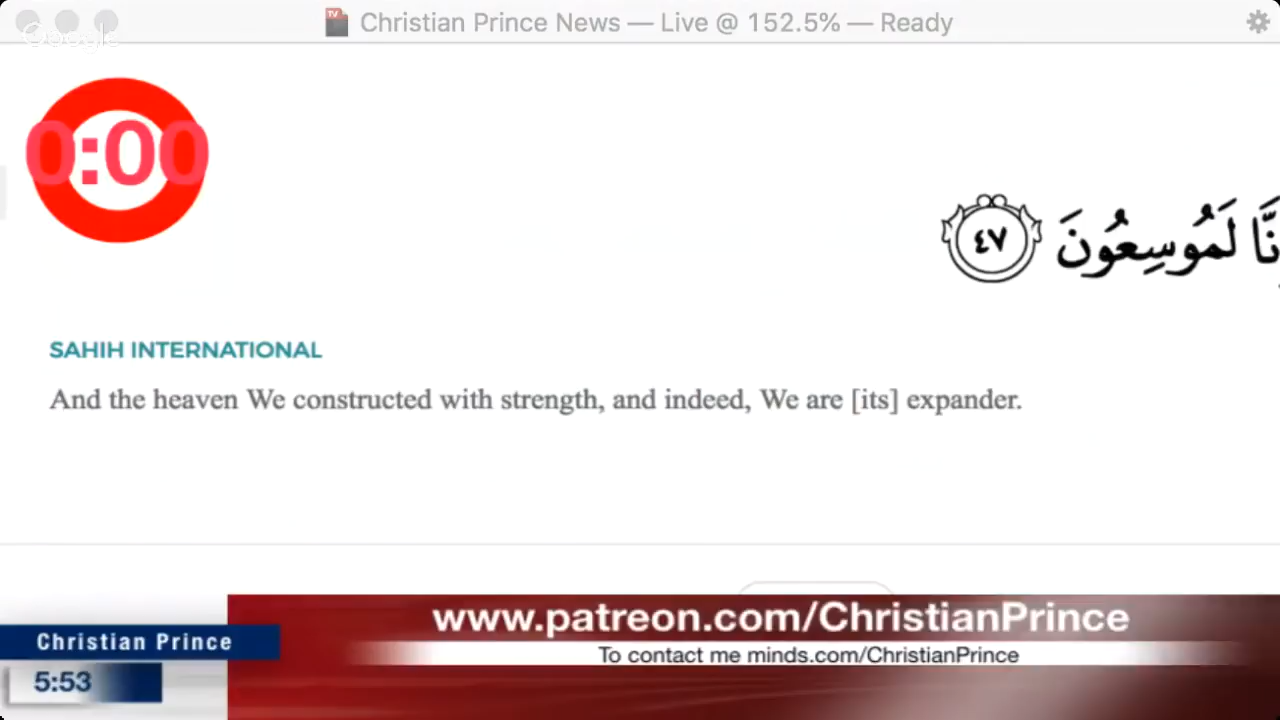 Christian Prince News — Live @ 152.5% — Ready
Google
TV
0:00
نَّا لَمُوسِعُونَ ٤٧
SAHIH INTERNATIONAL
And the heaven We constructed with strength, and indeed, We are [its] expander.
www.patreon.com/ChristianPrince
Christian Prince
To contact me minds.com/ChristianPrince
5:53